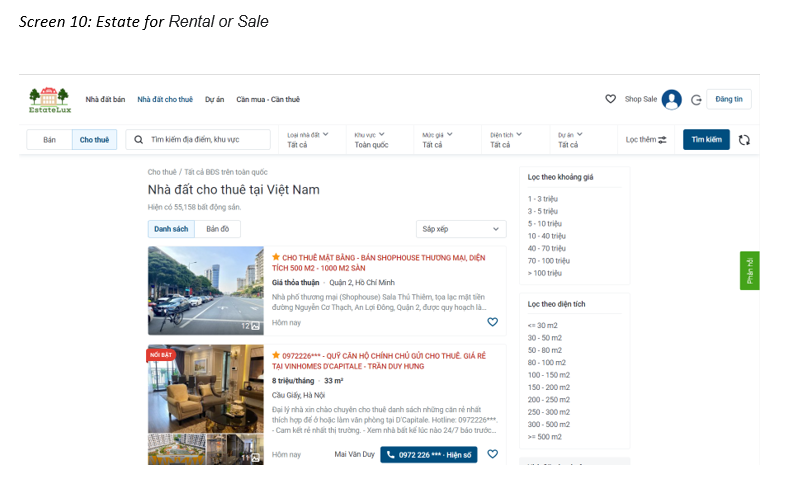 Screen 10: Estate for Rental or Sale
EstateLux
Nhà đất bán
Nhà đất cho thuê
Dự án
Cần mua - Cần thuê
Shop Sale
Đăng tin
Bán
Cho thuê
Tìm kiếm địa điểm, khu vực
Loại nhà đất
Tất cả
Khu vực
Toàn quốc
Mức giá
Tất cả
Diện tích
Tất cả
Dự án
Tất cả
Lọc thêm
Tìm kiếm
Cho thuê / Tất cả BĐS trên toàn quốc
Nhà đất cho thuê tại Việt Nam
Hiện có 55,158 bất động sản.
Danh sách
Bản đồ
Sắp xếp
CHO THUÊ MẶT BẰNG - BÁN SHOPHOUSE THƯƠNG MẠI, DIỆN
TÍCH 500 M2 - 1000 M2 SÀN
Giá thỏa thuận · Quận 2, Hồ Chí Minh
Nhà phố thương mại (Shophouse) Sala Thủ Thiêm, tọa lạc mặt tiền
đường Nguyễn Cơ Thạch, An Lợi Đông, Quận 2, được quy hoạch là...
12
Hôm nay
NỔI BẬT
0972226*** - QUỸ CĂN HỘ CHÍNH CHỦ GỬI CHO THUÊ. GIÁ RẺ
TẠI VINHOMES D'CAPITALE - TRẦN DUY HƯNG
8 triệu/tháng · 33 m²
Cầu Giấy, Hà Nội
Đại lý nhà xin chào chuyên cho thuê danh sách những căn rẻ nhất
thích hợp để ở hoặc làm văn phòng tại D'Capitale. Hotline: 0972226***.
- Cam kết rẻ nhất thị trường. - Xem nhà bất kể lúc nào 24/7 báo trước...
11
Hôm nay
Mai Văn Duy
0972 226 *** - Hiện số
Lọc theo khoảng giá
1 - 3 triệu
3 - 5 triệu
5 - 10 triệu
10 - 40 triệu
40 - 70 triệu
70 - 100 triệu
> 100 triệu
Lọc theo diện tích
<= 30 m2
30 - 50 m2
50 - 80 m2
80 - 100 m2
100 - 150 m2
150 - 200 m2
200 - 250 m2
250 - 300 m2
300 - 500 m2
>= 500 m2
Phản hồi